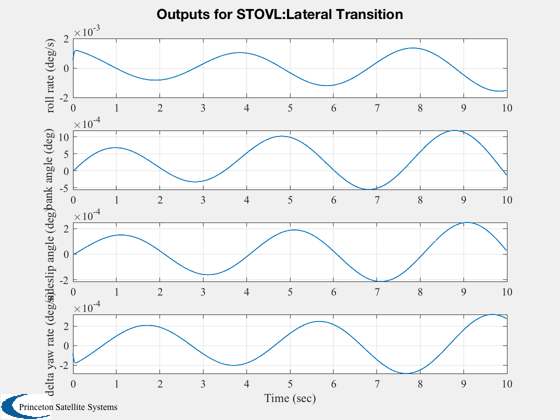 Outputs for STOVL:Lateral Transition
×10-3
roll rate (deg/s)
2
0
-2
0 1 2 3 4 5 6 7 8 9 10
×10-4
bank angle (deg)
10
5
0
-5
0 1 2 3 4 5 6 7 8 9 10
×10-4
angle (deg)
2
0
-2
0 1 2 3 4 5 6 7 8 9 10
×10-4
delta yaw rate
2
0
-2
0 1 2 3 4 5 6 7 8 9 10
Time (sec)
Princeton Satellite Systems